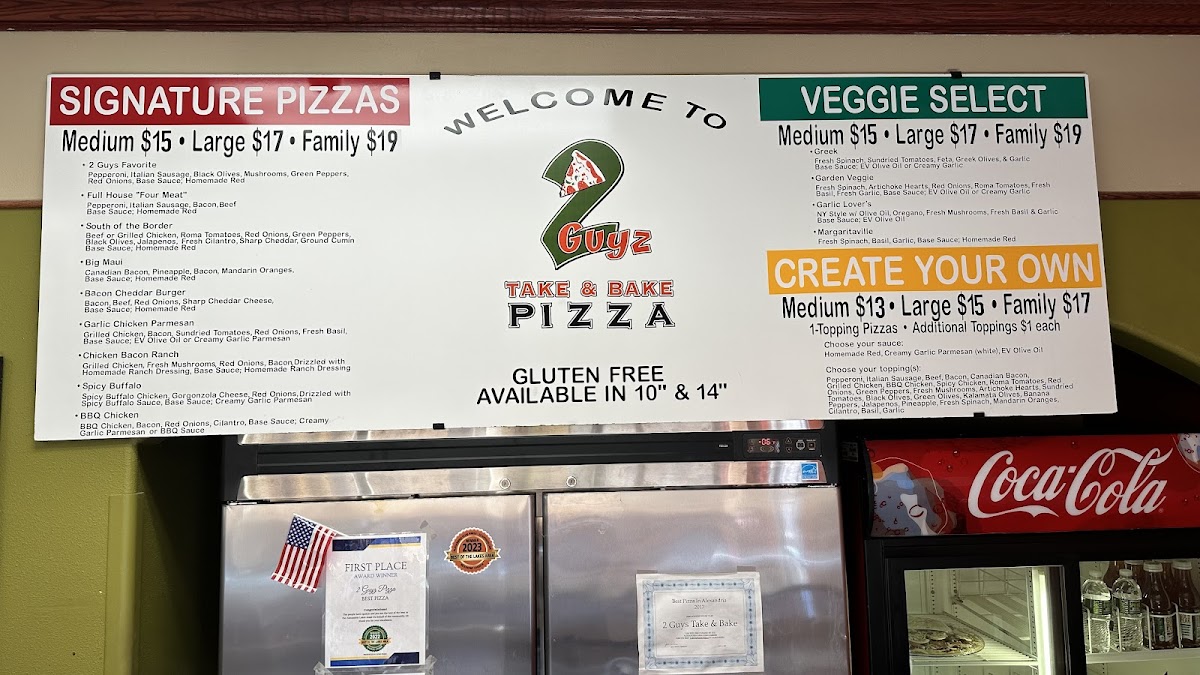 SIGNATURE PIZZAS
Medium $15 • Large $17 • Family $19
• 2 Guys Favorite
Pepperoni, Italian Sausage, Black Olives, Mushrooms, Green Peppers,
Red Onions, Base Sauce; Homemade Red
• Full House "Four Meat"
Pepperoni, Italian Sausage, Bacon, Beef
Base Sauce; Homemade Red
• South of the Border
Beef or Grilled Chicken, Roma Tomatoes, Red Onions, Green Peppers,
Black Olives, Jalapenos, Fresh Cilantro, Sharp Cheddar, Ground Cumin
Base Sauce; Homemade Red
• Big Maui
Canadian Bacon, Pineapple, Bacon, Mandarin Oranges,
Base Sauce; Homemade Red
• Bacon Cheddar Burger
Bacon, Beef, Red Onions, Sharp Cheddar Cheese,
Base Sauce; Homemade Red
• Garlic Chicken Parmesan
Grilled Chicken, Bacon, Sundried Tomatoes, Red Onions, Fresh Basil,
Base Sauce; EV Olive Oil or Creamy Garlic Parmesan
• Chicken Bacon Ranch
Grilled Chicken, Fresh Mushrooms, Red Onions, Bacon, Drizzled with
Homemade Ranch Dressing, Base Sauce; Homemade Ranch Dressing
• Spicy Buffalo
Spicy Buffalo Chicken, Gorgonzola Cheese, Red Onions, Drizzled with
Spicy Buffalo Sauce, Base Sauce; Creamy Garlic Parmesan
• BBQ Chicken
BBQ Chicken, Bacon, Red Onions, Cilantro, Base Sauce; Creamy
Garlic Parmesan or BBQ Sauce
WELCOME TO
2 Guyz
TAKE & BAKE
PIZZA
GLUTEN FREE
AVAILABLE IN 10" & 14"
VEGGIE SELECT
Medium $15 • Large $17 • Family $19
• Greek
Fresh Spinach, Sundried Tomatoes, Feta, Greek Olives, & Garlic
Base Sauce; EV Olive Oil or Creamy Garlic
• Garden Veggie
Fresh Spinach, Artichoke Hearts, Red Onions, Roma Tomatoes, Fresh
Basil, Fresh Garlic, Base Sauce; EV Olive Oil or Creamy Garlic
• Garlic Lover's
NY Style w/ Olive Oil, Oregano, Fresh Mushrooms, Fresh Basil & Garlic
Base Sauce; EV Olive Oil
• Margaritaville
Fresh Spinach, Basil, Garlic, Base Sauce; Homemade Red
CREATE YOUR OWN
Medium $13 • Large $15 • Family $17
1-Topping Pizzas • Additional Toppings $1 each
Choose your sauce:
Homemade Red, Creamy Garlic Parmesan (white), EV Olive Oil
Choose your topping(s):
Pepperoni, Italian Sausage, Beef, Bacon, Canadian Bacon,
Grilled Chicken, BBQ Chicken, Spicy Chicken, Roma Tomatoes, Red
Onions, Green Peppers, Fresh Mushrooms, Artichoke Hearts, Sundried
Tomatoes, Black Olives, Green Olives, Kalamata Olives, Banana
Peppers, Jalapenos, Pineapple, Fresh Spinach, Mandarin Oranges,
Cilantro, Basil, Garlic
-06
Coca-Cola
FIRST PLACE
AWARD WINNER
2 Guys Pizza
BEST PIZZA
2023
WINNER
2023
BEST OF THE LAKES AREA
Best Pizza in Alexandria
2017
2 Guys Take & Bake